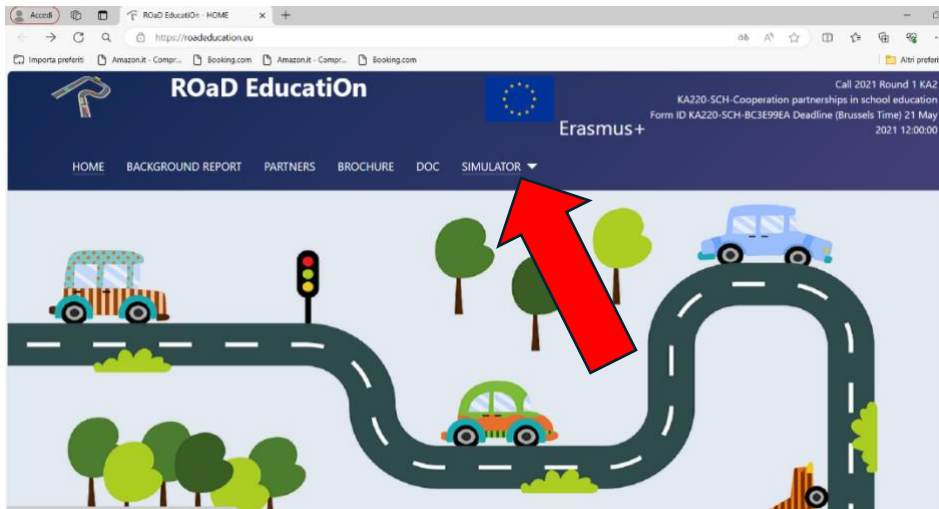 Accedi
ROaD EducatiOn - HOME
https://roadeducation.eu
Importa preferiti
Amazon.it - Compr...
Booking.com
Amazon.it - Compr...
Booking.com
Altri preferi
ROaD EducatiOn
Erasmus+
Call 2021 Round 1 KA2
KA220-SCH-Cooperation partnerships in school education
Form ID KA220-SCH-BC3E99EA Deadline (Brussels Time) 21 May
2021 12:00:00
HOME BACKGROUND REPORT PARTNERS BROCHURE DOC SIMULATOR